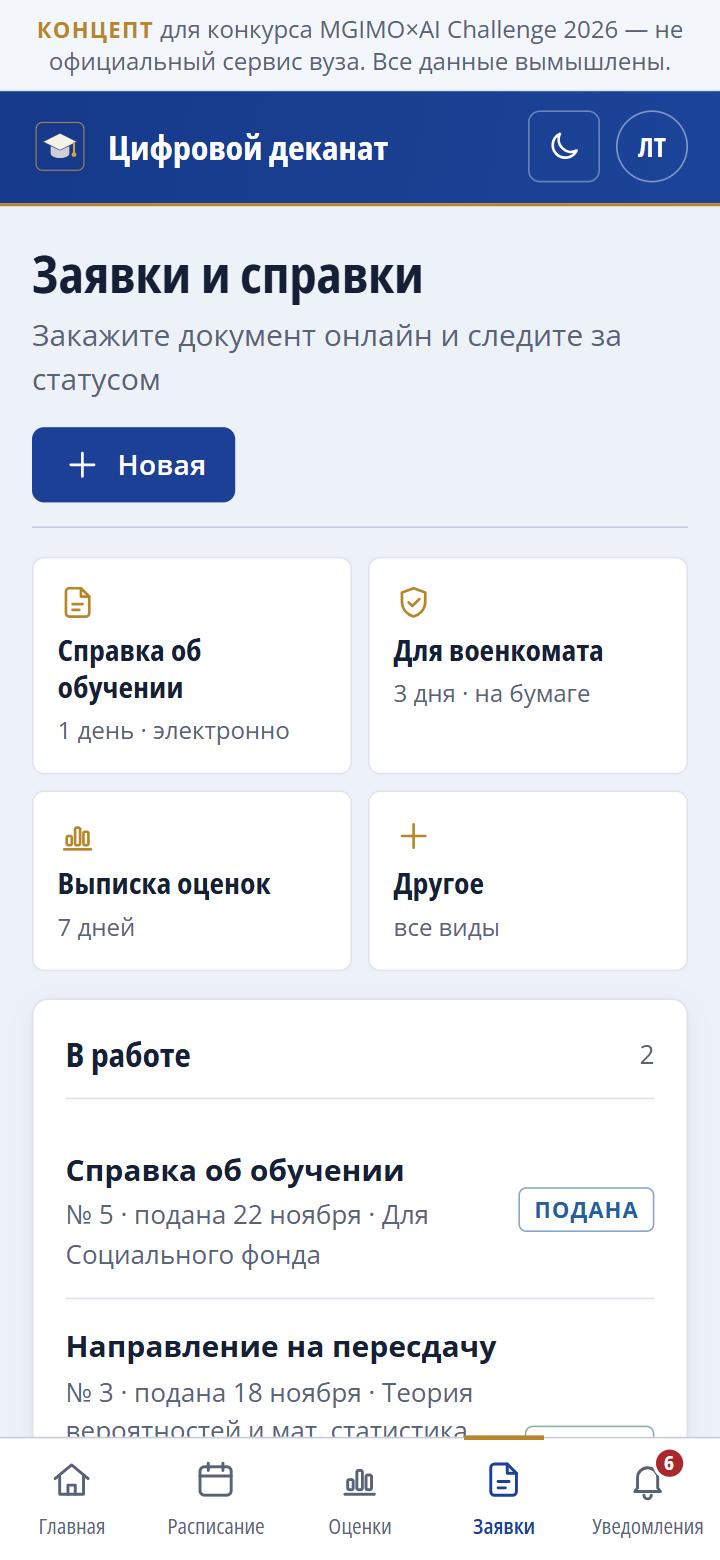 КОНЦЕПТ для конкурса MGIMO×AI Challenge 2026 — не
официальный сервис вуза. Все данные вымышлены.
Цифровой деканат
ЛТ
Заявки и справки
Закажите документ онлайн и следите за
статусом
Новая
Справка об
обучении
1 день · электронно
Для военкомата
3 дня · на бумаге
Выписка оценок
7 дней
Другое
все виды
В работе
2
Справка об обучении
№ 5 · подана 22 ноября · Для
Социального фонда
ПОДАНА
Направление на пересдачу
№ 3 · подана 18 ноября · Теория
вероятностей и мат. статистика
Главная
Расписание
Оценки
Заявки
6
Уведомления